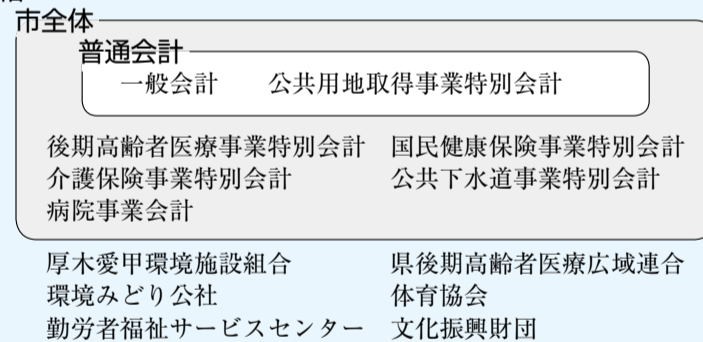 市全体
普通会計
一般会計　公共用地取得事業特別会計
後期高齢者医療事業特別会計　国民健康保険事業特別会計
介護保険事業特別会計　公共下水道事業特別会計
病院事業会計
厚木愛甲環境施設組合　県後期高齢者医療広域連合
環境みどり公社　体育協会
勤労者福祉サービスセンター　文化振興財団